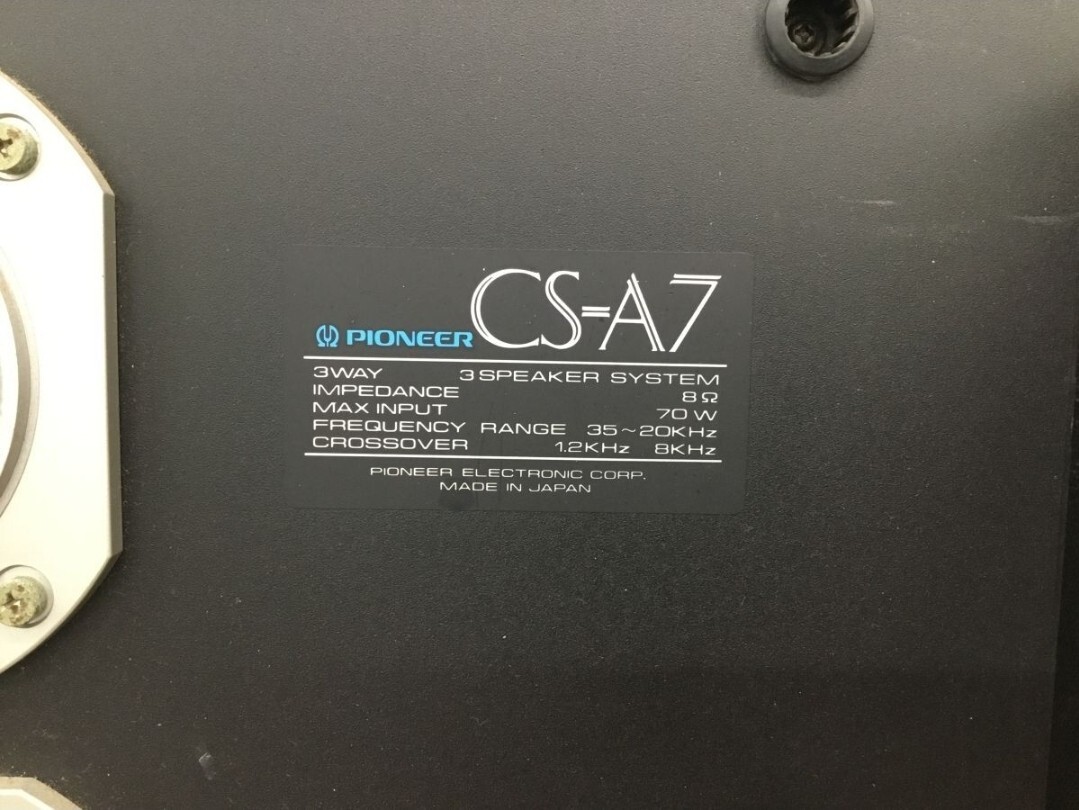 PIONEER CS-A7
3WAY 3 SPEAKER SYSTEM
IMPEDANCE 8Ω
MAX INPUT 70 W
FREQUENCY RANGE 35~20KHz
CROSSOVER 1.2KHz 8KHz
PIONEER ELECTRONIC CORP.
MADE IN JAPAN